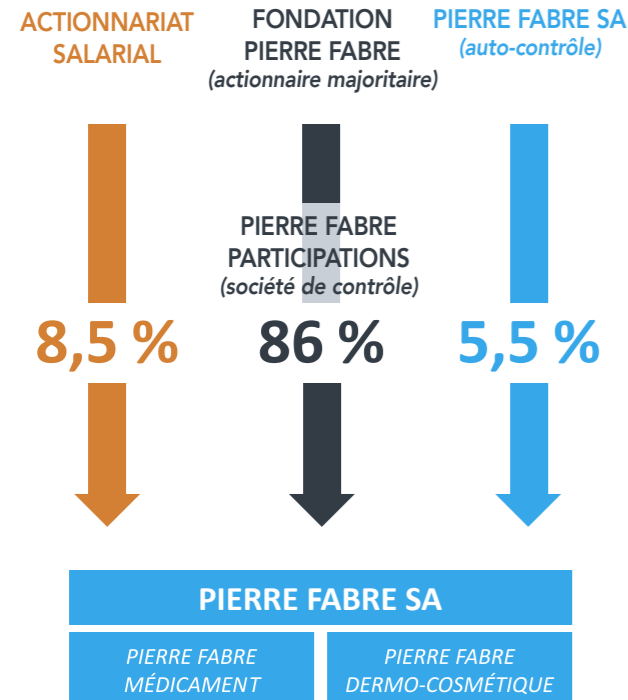 ACTIONNARIAT
SALARIAL
FONDATION
PIERRE FABRE
(actionnaire majoritaire)
PIERRE FABRE SA
(auto-contrôle)
PIERRE FABRE
PARTICIPATIONS
(société de contrôle)
8,5 %
86 %
5,5 %
PIERRE FABRE SA
PIERRE FABRE
MÉDICAMENT
PIERRE FABRE
DERMO-COSMÉTIQUE